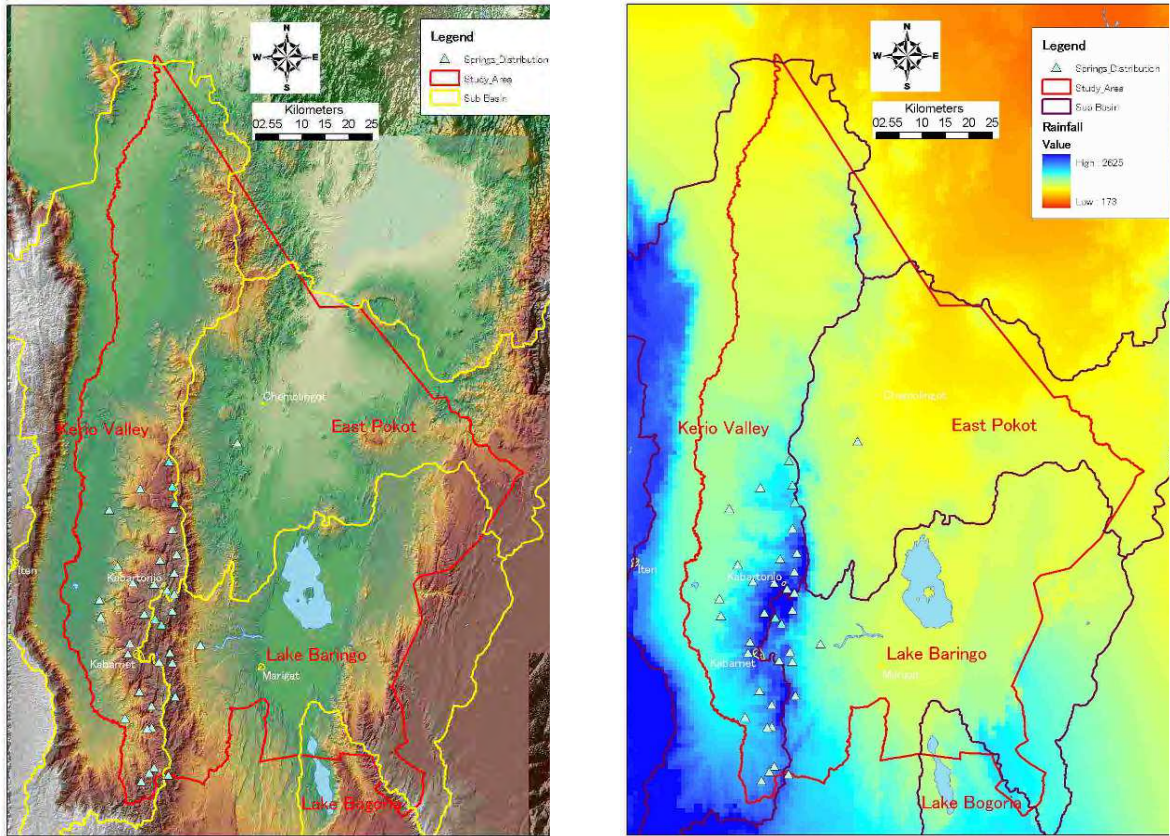 N
W E
S
Kilometers
02.55 10 15 20 25
Legend
Springs_Distribution
Study_Area
Sub Basin
Chemolingot
Kerio Valley
East Pokot
Iten
Kabartonjo
Kabarnet
Lake Baringo
Marigat
Lake Bogoria
N
W E
S
Kilometers
02.55 10 15 20 25
Legend
Springs_Distribution
Study_Area
Sub Basin
Rainfall
Value
High : 2625
Low : 173
Chemolingot
Kerio Valley
East Pokot
Iten
Kabartonjo
Kabarnet
Lake Baringo
Marigat
Lake Bogoria